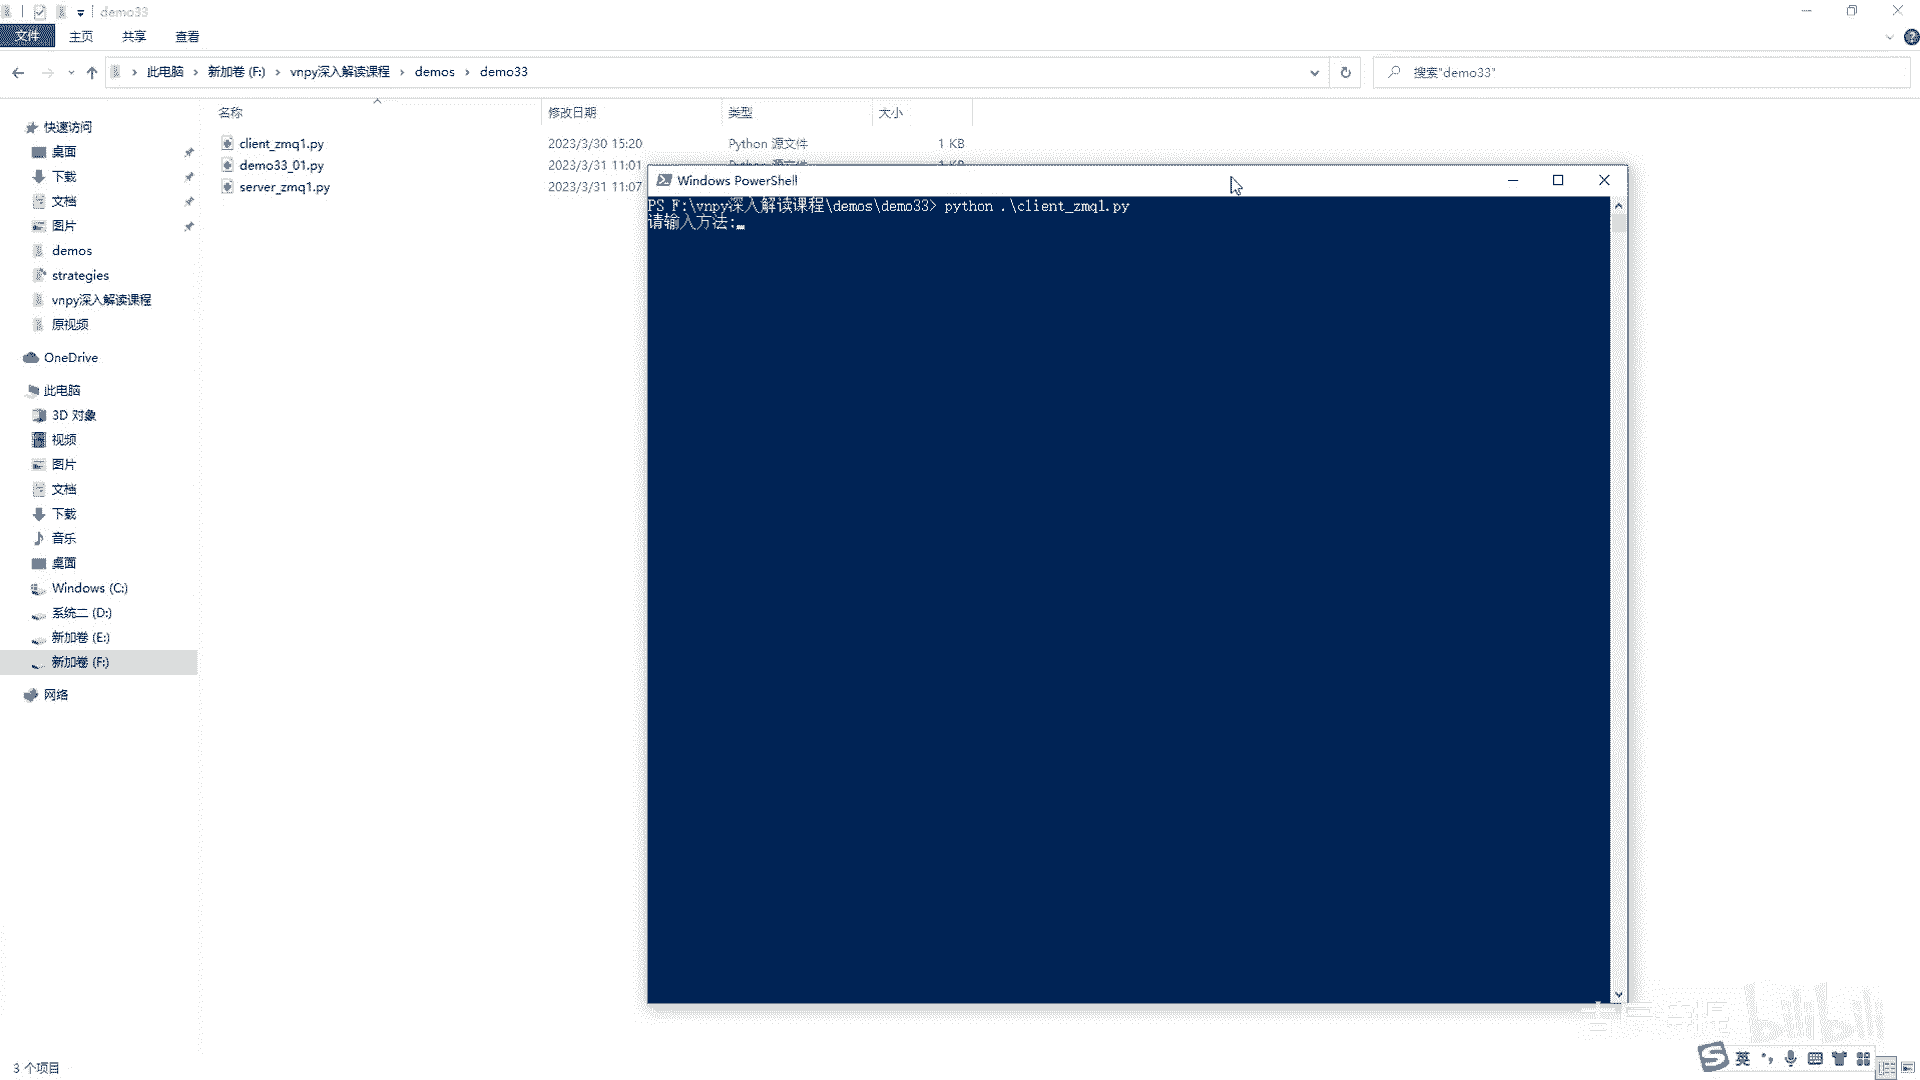 demo33
文件 主页 共享 查看
此电脑 新加卷 (F:) vnpy深入解读课程 demos demo33
搜索"demo33"
名称 修改日期 类型 大小
client_zmq1.py 2023/3/30 15:20 Python 源文件 1 KB
demo33_01.py 2023/3/31 11:01 Python 源文件 1 KB
server_zmq1.py 2023/3/31 11:07
快速访问
桌面
下载
文档
图片
demos
strategies
vnpy深入解读课程
原视频
OneDrive
此电脑
3D 对象
视频
图片
文档
下载
音乐
桌面
Windows (C:)
系统二 (D:)
新加卷 (E:)
新加卷 (F:)
网络
Windows PowerShell
PS F:\vnpy深入解读课程\demos\demo33> python .\client_zmq1.py
请输入方法:
bilibili
英
3 个项目